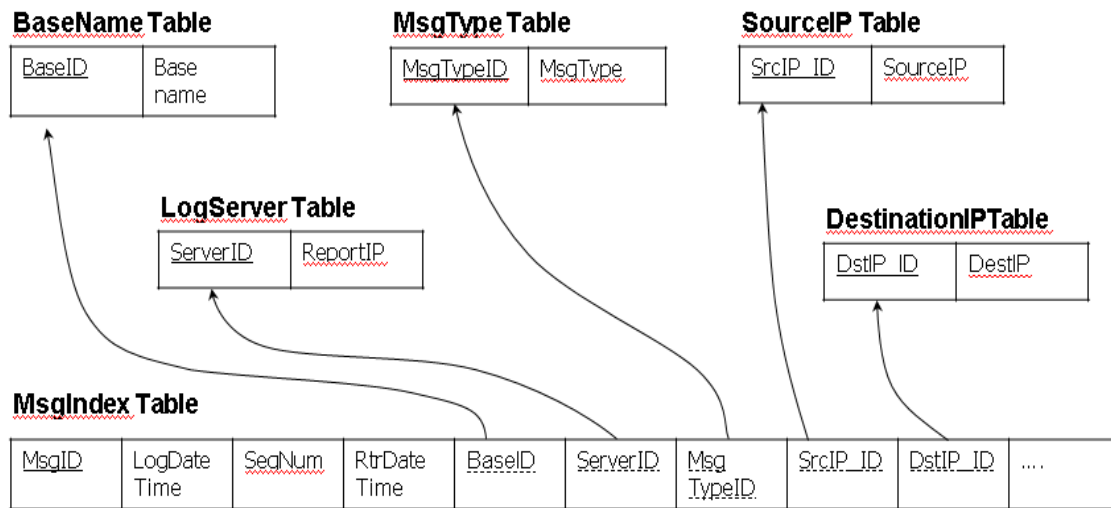 BaseName Table
MsgType Table
SourceIP Table
BaseID
Base
name
MsgTypeID
MsgType
SrcIP_ID
SourceIP
LogServer Table
ServerID
ReportIP
DestinationIPTable
DstIP_ID
DestIP
MsgIndex Table
MsgID
LogDate
Time
SeqNum
RtrDate
Time
BaseID
ServerID
Msg
TypeID
SrcIP_ID
DstIP_ID
....